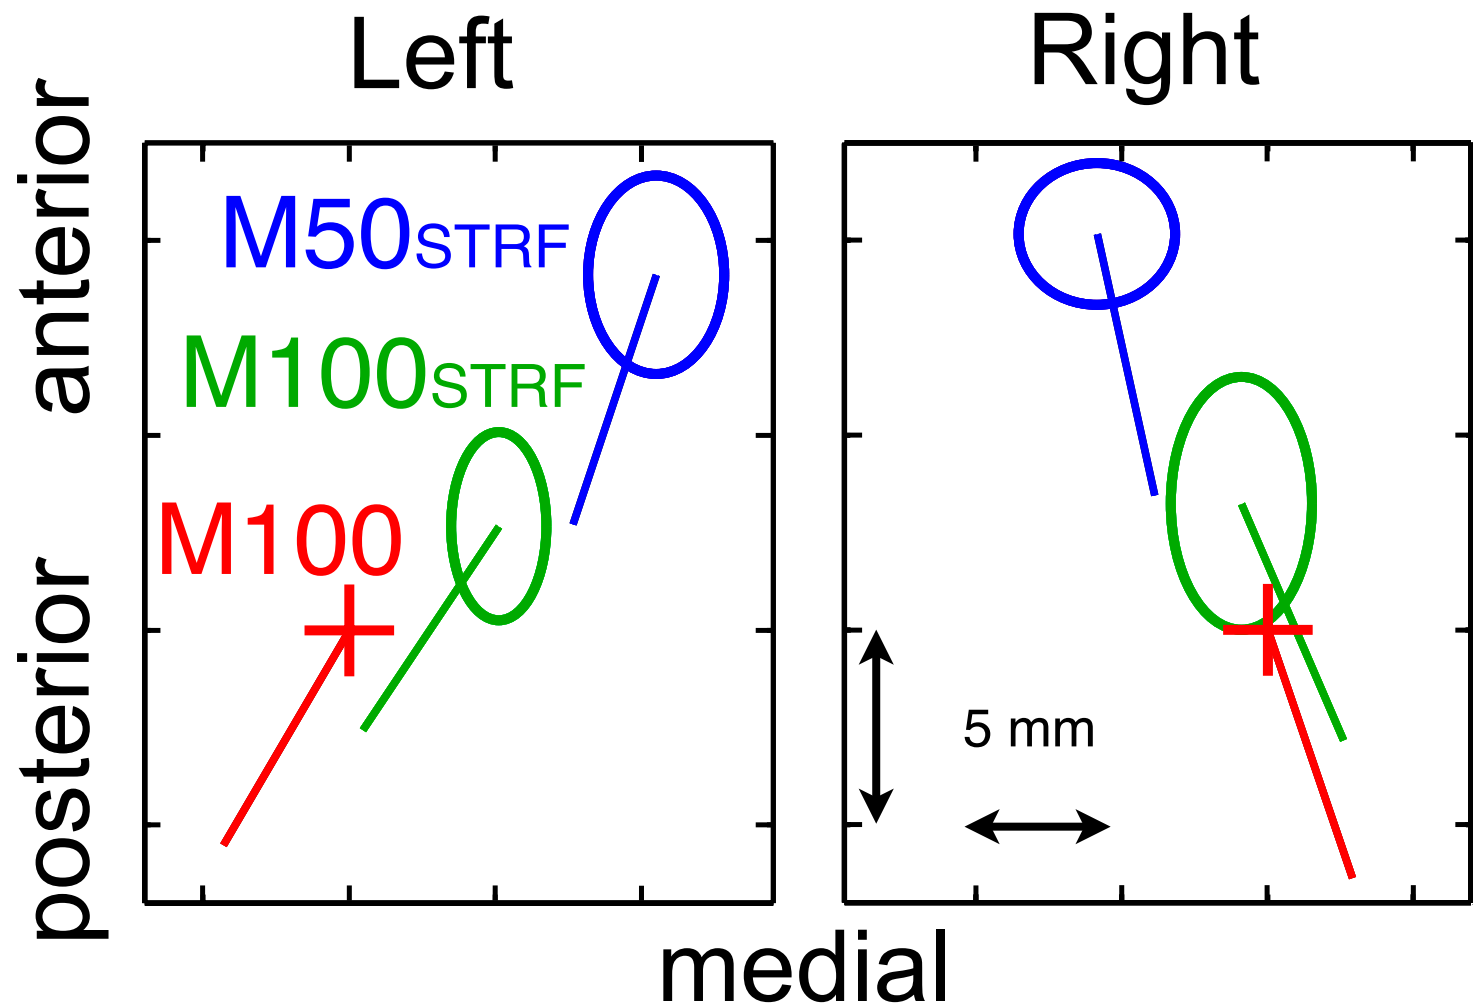 Left
Right
anterior
posterior
M50STRF
M100STRF
M100
5 mm
medial